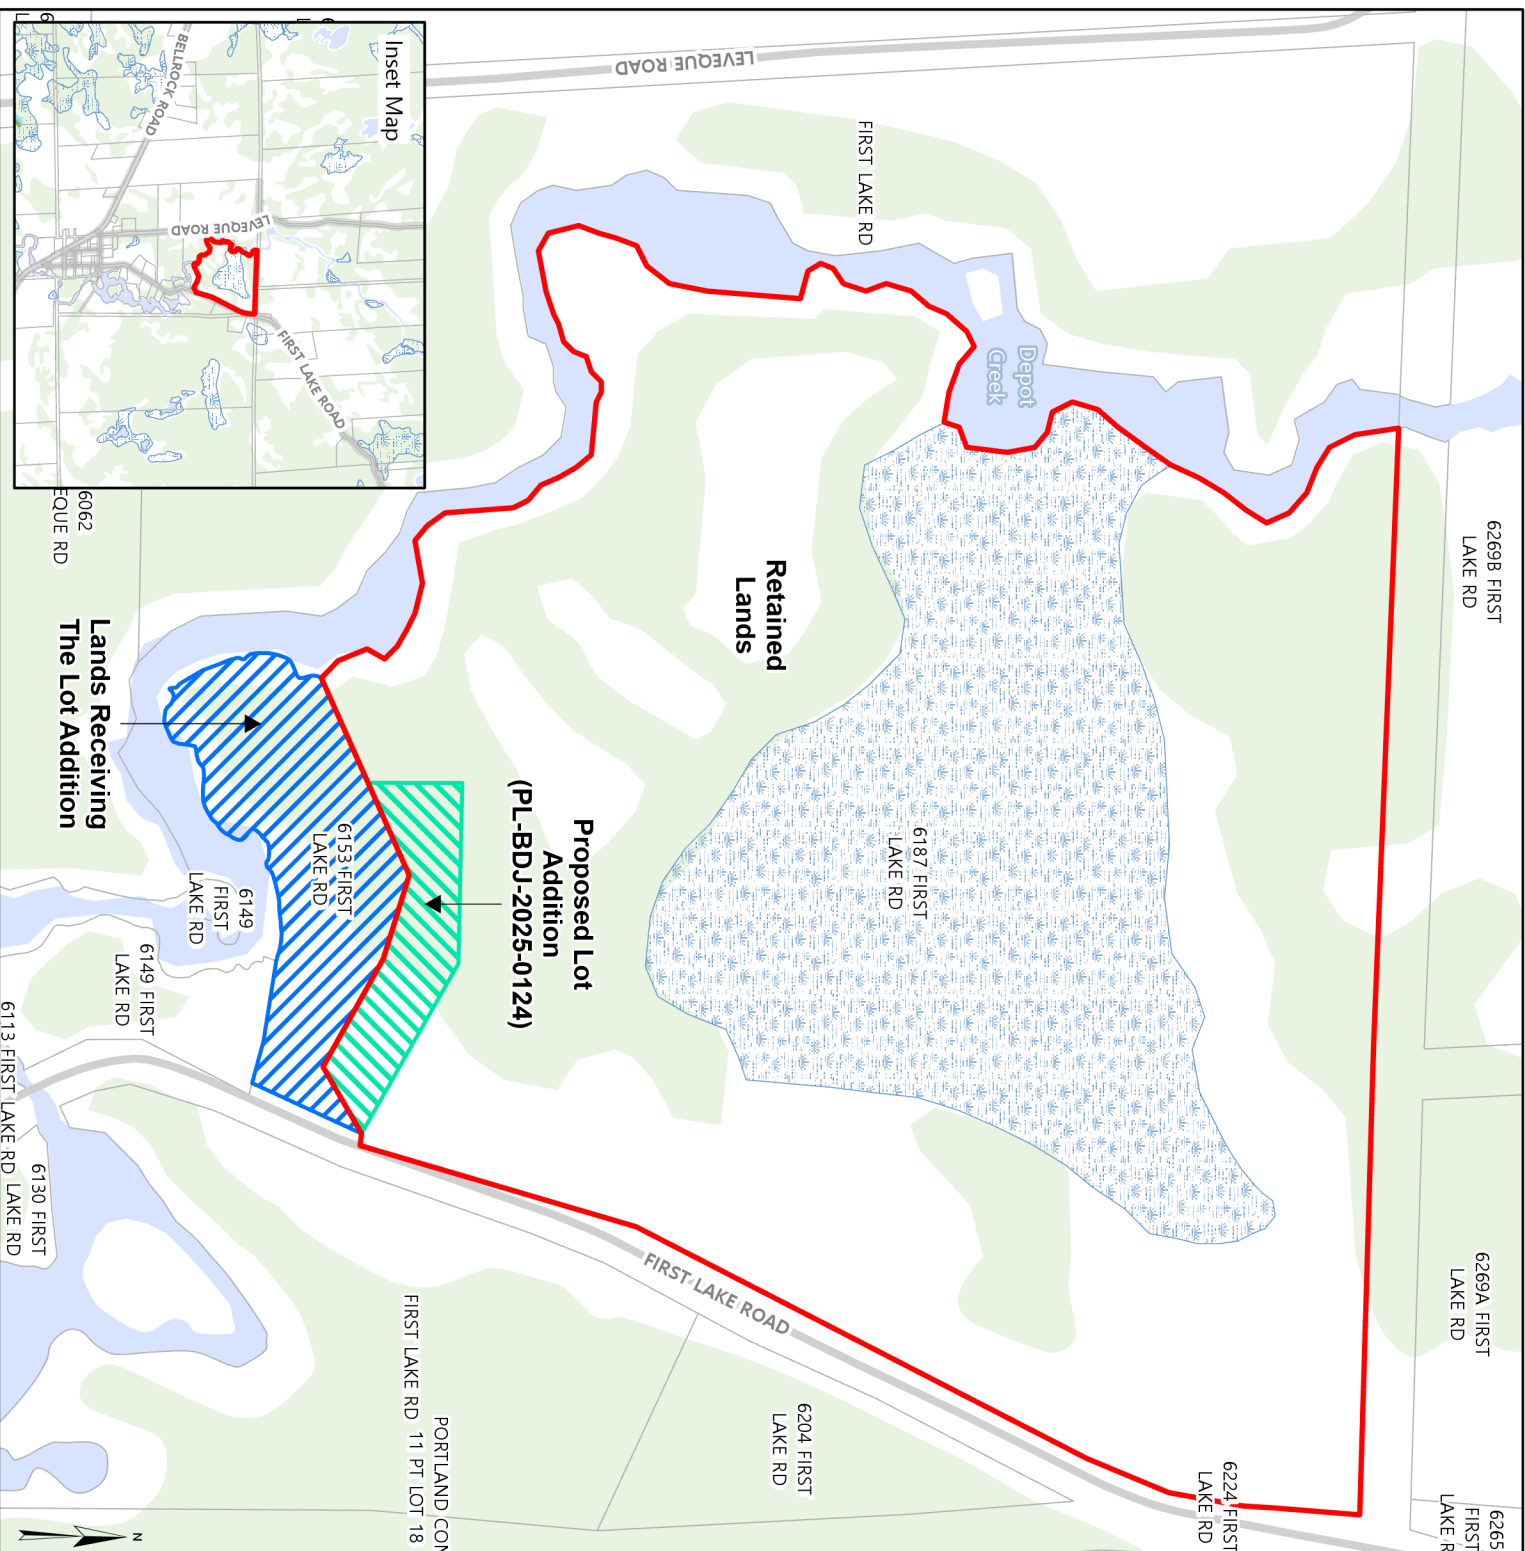 Inset Map
BELLROCK ROAD
LEVEQUE ROAD
FIRST LAKE ROAD
LEVEQUE ROAD
FIRST LAKE RD
Depot
Creek
6269B FIRST
LAKE RD
6062
EQUE RD
Retained
Lands
Lands Receiving
The Lot Addition
6153 FIRST
LAKE RD
Proposed Lot
Addition
(PL-BDJ-2025-0124)
6187 FIRST
LAKE RD
6149
FIRST
LAKE RD
6149 FIRST
LAKE RD
6113 FIRST LAKE RD
6130 FIRST
LAKE RD
FIRST LAKE ROAD
6269A FIRST
LAKE RD
FIRST LAKE RD
PORTLAND CON
11 PT LOT 18
6204 FIRST
LAKE RD
6224 FIRST
LAKE RD
6265
FIRST
LAKE R
N